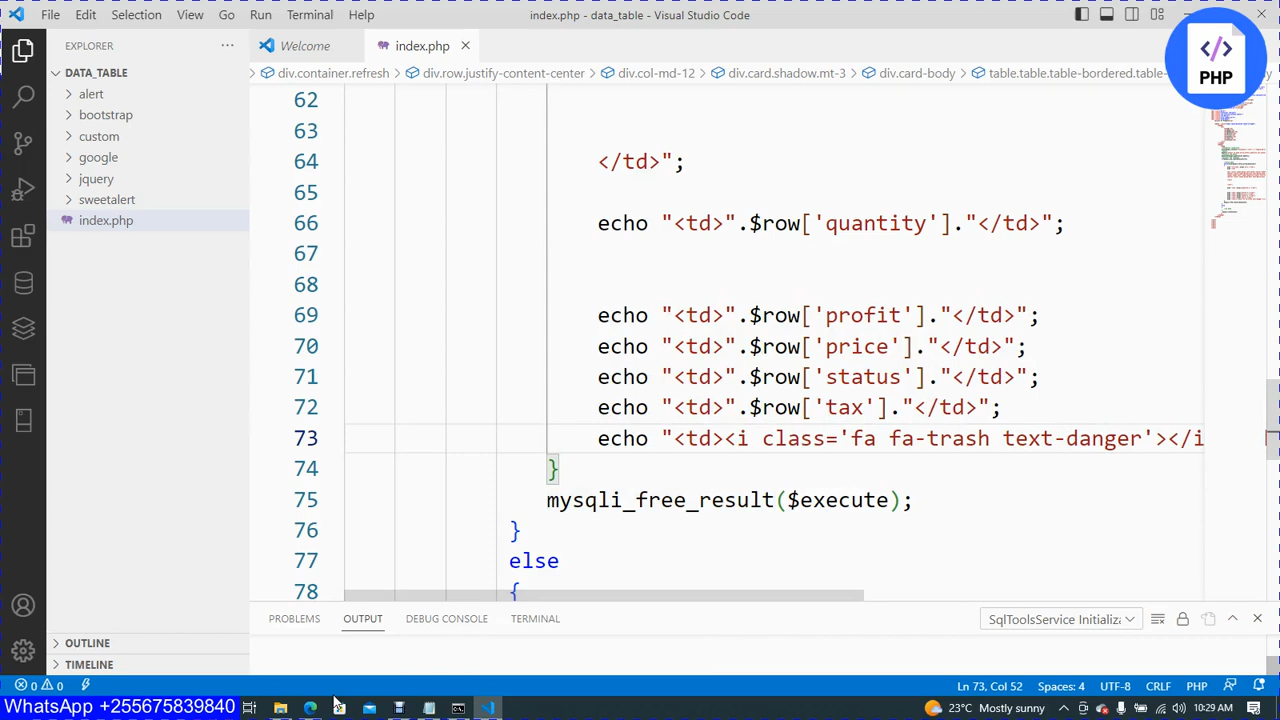 File Edit Selection View Go Run Terminal Help
index.php - data_table - Visual Studio Code
</>
PHP
EXPLORER
Welcome
index.php
DATA_TABLE
alert
bootstrap
custom
google
jquery
sweetalert
index.php
OUTLINE
TIMELINE
div.container.refresh > div.row.justify-content-center > div.col-md-12 > div.card.shadow.mt-3 > div.card-body > table.table.table-bordered.table-
62
63
64 </td>";
65
66 echo "<td>".$row['quantity']."</td>";
67
68
69 echo "<td>".$row['profit']."</td>";
70 echo "<td>".$row['price']."</td>";
71 echo "<td>".$row['status']."</td>";
72 echo "<td>".$row['tax']."</td>";
73 echo "<td><i class='fa fa-trash text-danger'></i
74 }
75 mysqli_free_result($execute);
76 }
77 else
78 {
PROBLEMS OUTPUT DEBUG CONSOLE TERMINAL
SqlToolsService Initializa
0 0
Ln 73, Col 52 Spaces: 4 UTF-8 CRLF PHP
WhatsApp +255675839840
23°C Mostly sunny
10:29 AM